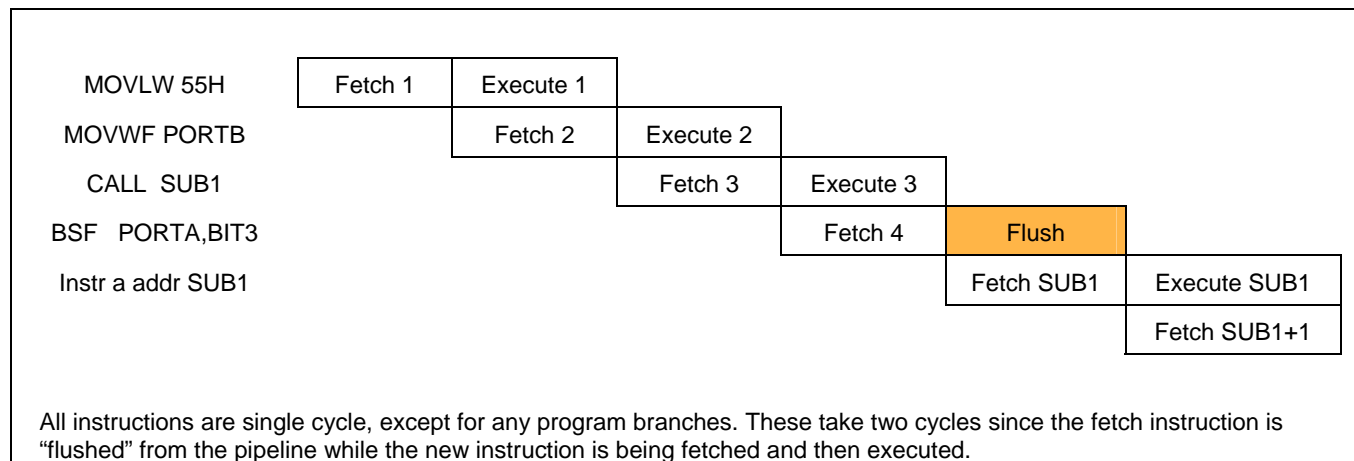 MOVLW 55H Fetch 1 Execute 1
MOVWF PORTB Fetch 2 Execute 2
CALL SUB1 Fetch 3 Execute 3
BSF PORTA,BIT3 Fetch 4 Flush
Instr a addr SUB1 Fetch SUB1 Execute SUB1
Fetch SUB1+1
All instructions are single cycle, except for any program branches. These take two cycles since the fetch instruction is
“flushed” from the pipeline while the new instruction is being fetched and then executed.